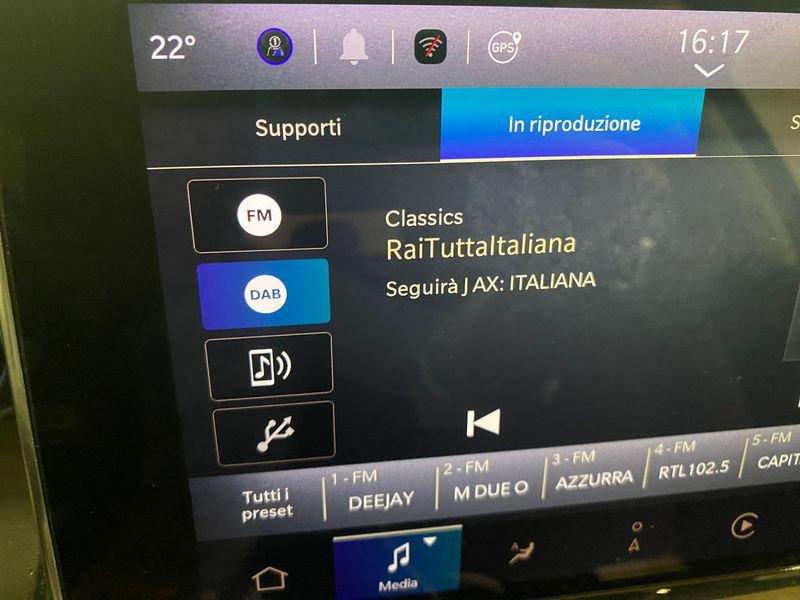 22°
GPS
16:17
Supporti
In riproduzione
FM
DAB
Classics
RaiTuttaItaliana
Seguirà J AX: ITALIANA
Tutti i
preset
1 - FM
DEEJAY
2 - FM
M DUE O
3 - FM
AZZURRA
4 - FM
RTL102.5
5 - FM
CAPIT
Media